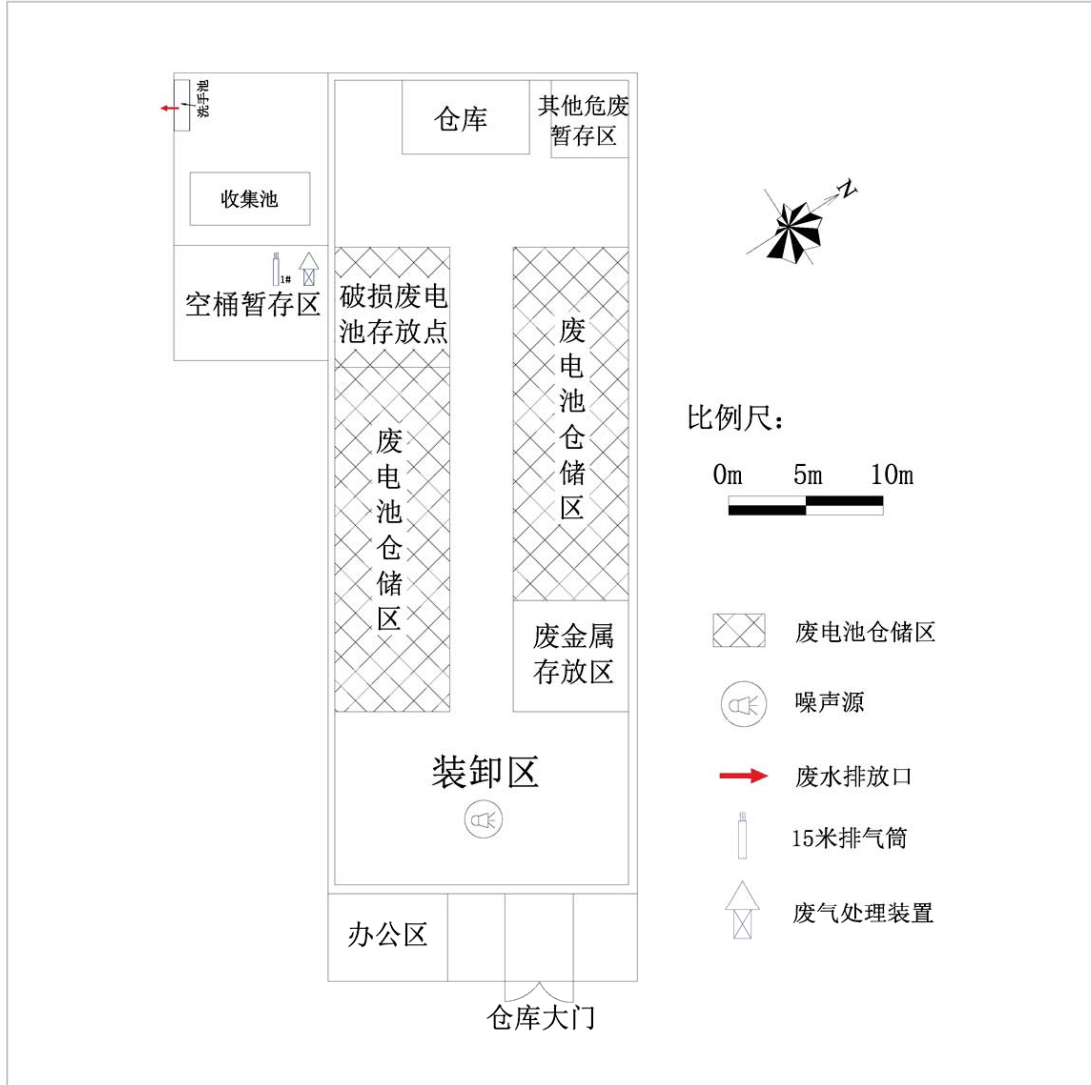 洗手池
仓库
其他危废
暂存区
N
收集池
1#
空桶暂存区
破损废电
池存放点
废电池仓储区
废电池仓储区
比例尺：
0m 5m 10m
废金属
存放区
废电池仓储区
噪声源
装卸区
废水排放口
15米排气筒
废气处理装置
办公区
仓库大门